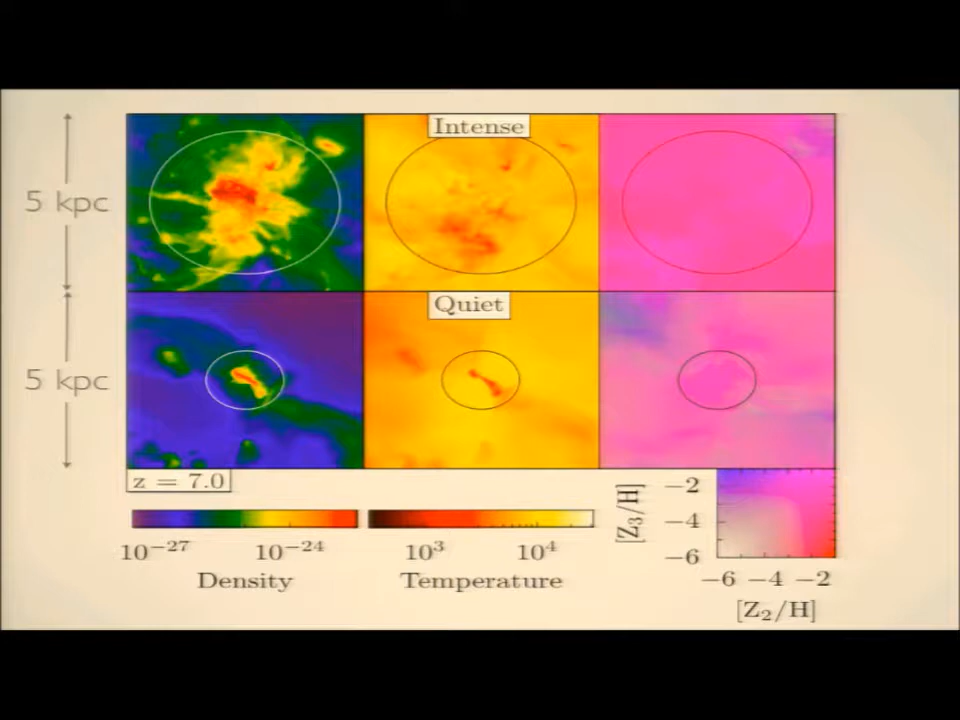 Intense
5 kpc
Quiet
5 kpc
z = 7.0
10⁻²⁷ 10⁻²⁴
Density
10³ 10⁴
Temperature
[Z₃/H]
−2
−4
−6
−6 −4 −2
[Z₂/H]